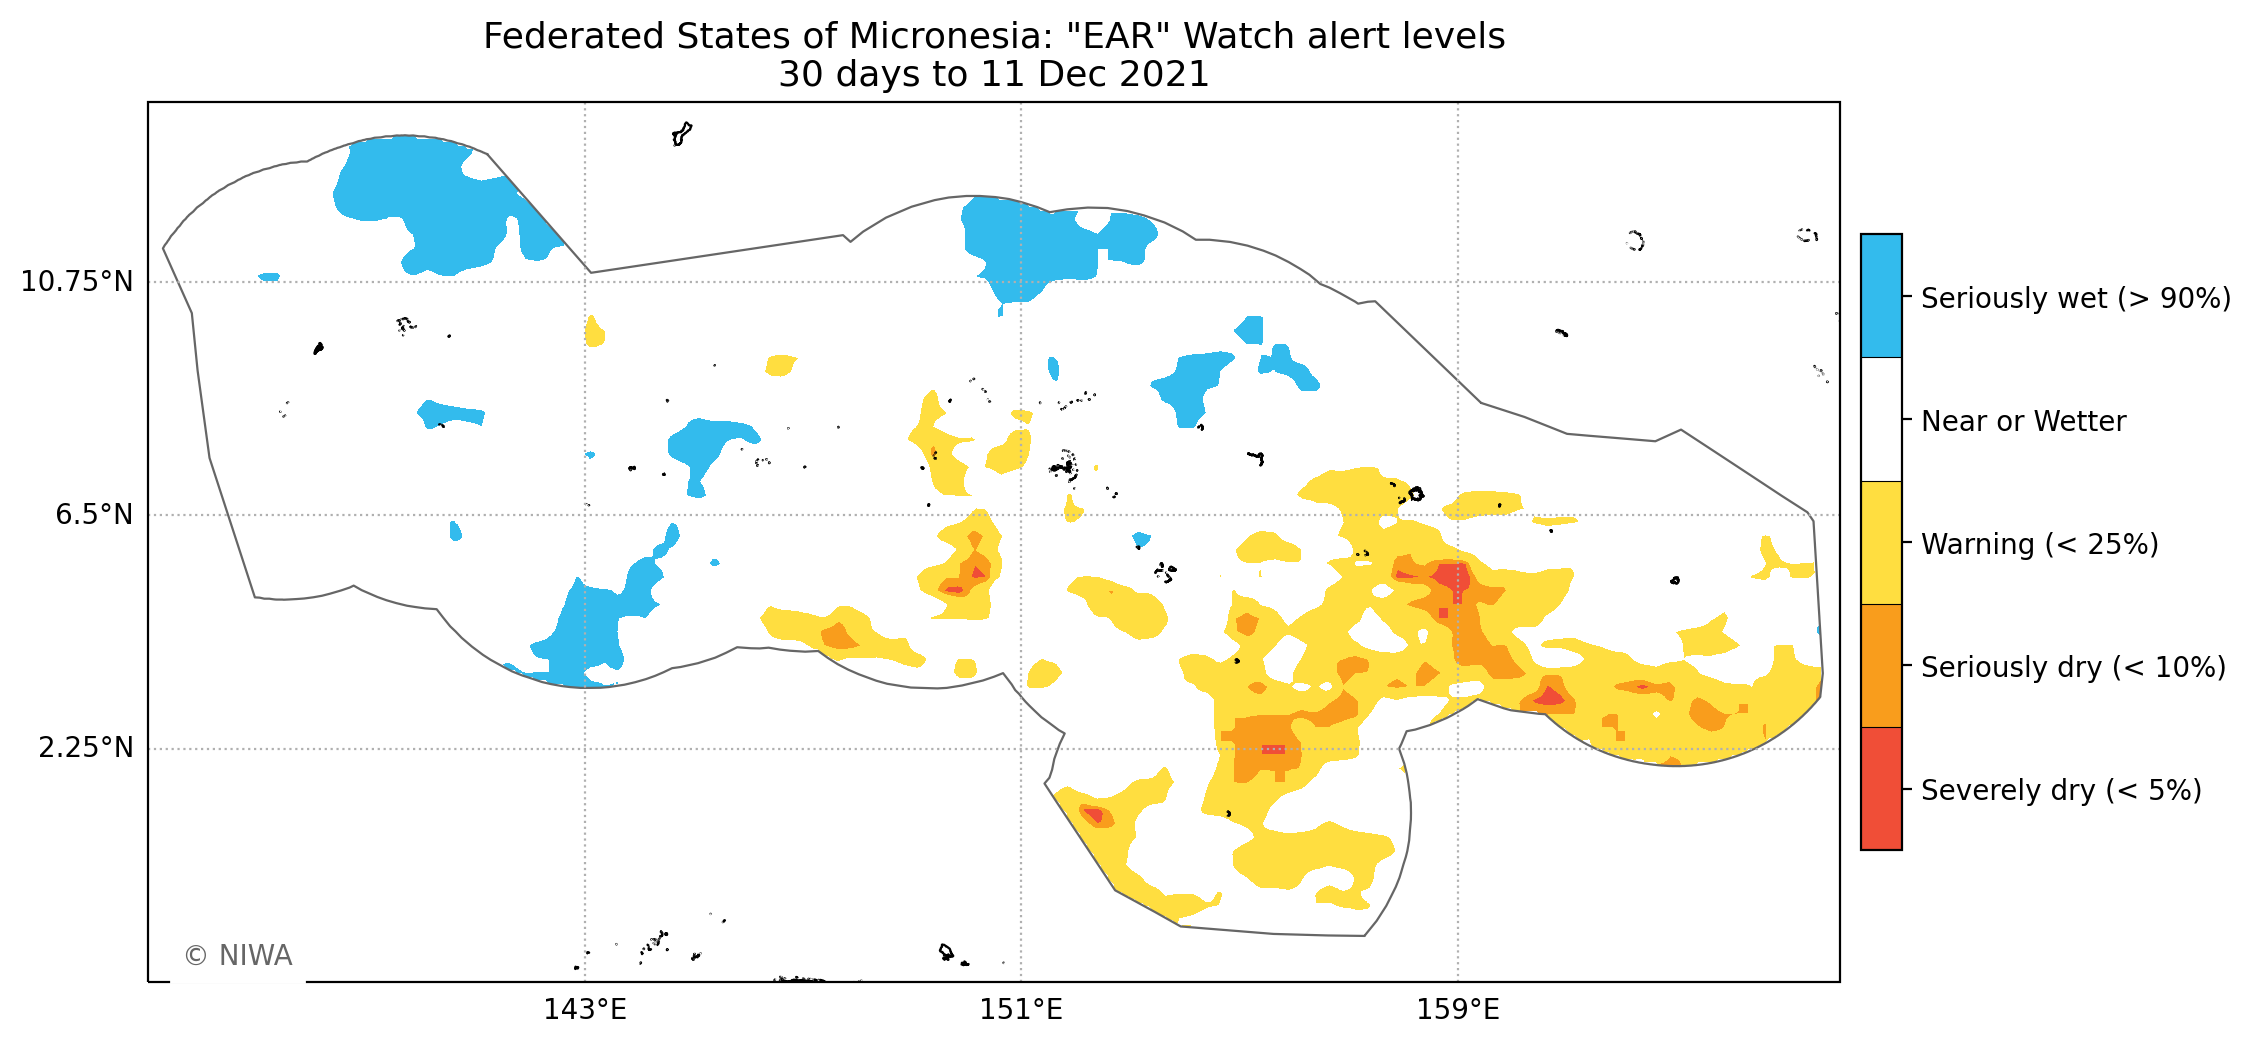 Federated States of Micronesia: "EAR" Watch alert levels
30 days to 11 Dec 2021
10.75°N
6.5°N
2.25°N
143°E
151°E
159°E
Seriously wet (> 90%)
Near or Wetter
Warning (< 25%)
Seriously dry (< 10%)
Severely dry (< 5%)
© NIWA